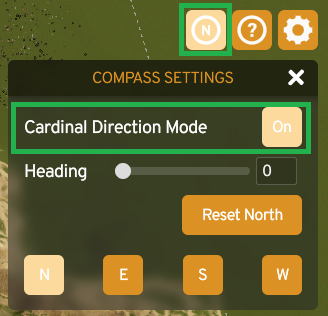 N ?
COMPASS SETTINGS
Cardinal Direction Mode On
Heading 0
Reset North
N E S W